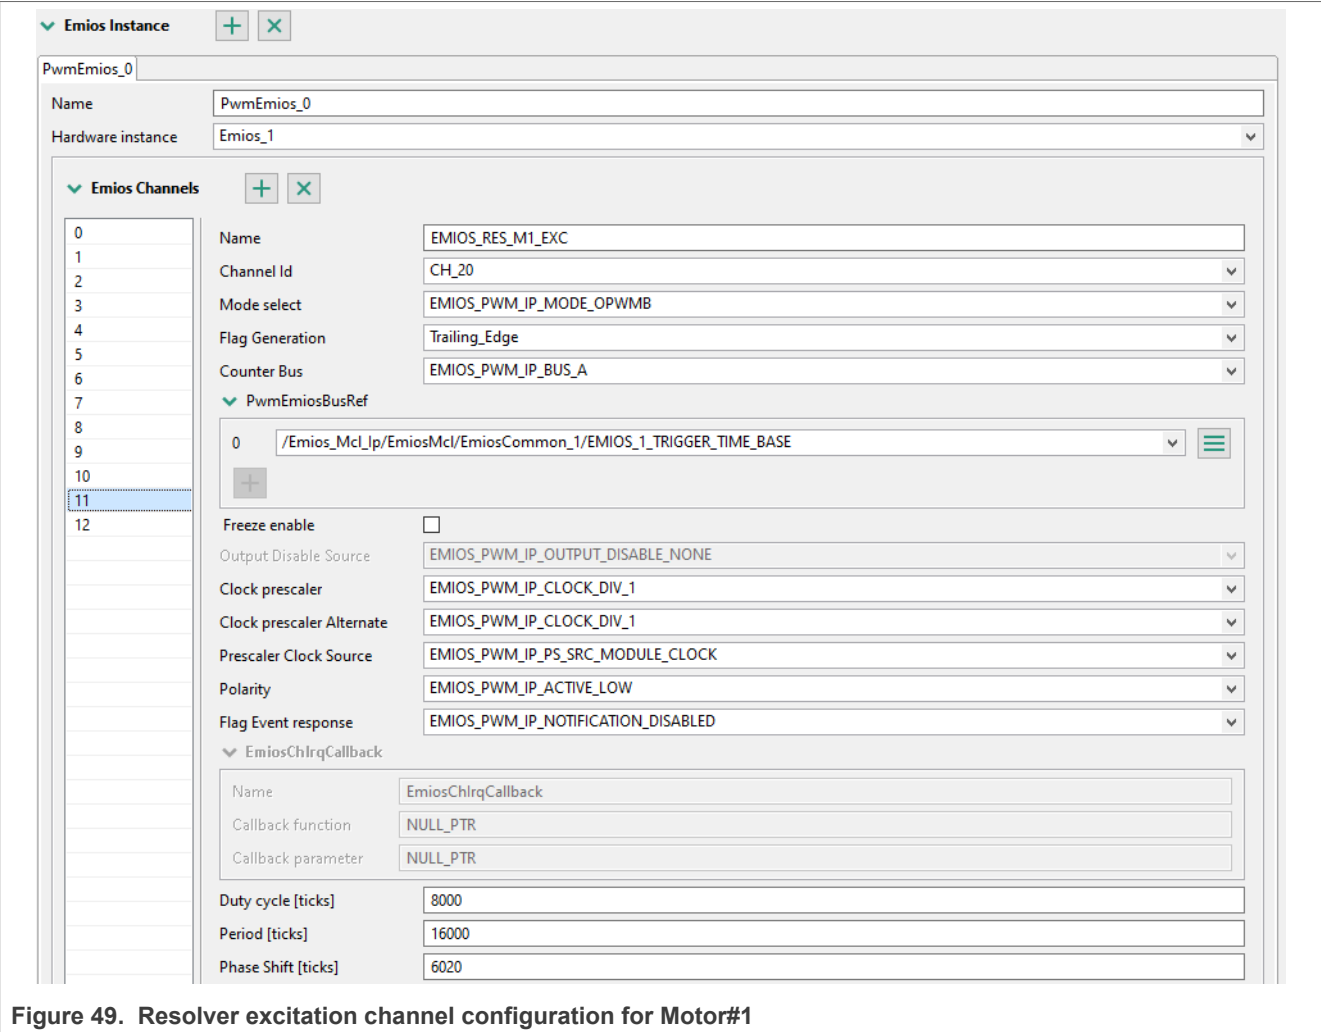 Emios Instance
PwmEmios_0
Name PwmEmios_0
Hardware instance Emios_1
Emios Channels
0
1
2
3
4
5
6
7
8
9
10
11
12
Name EMIOS_RES_M1_EXC
Channel Id CH_20
Mode select EMIOS_PWM_IP_MODE_OPWMB
Flag Generation Trailing_Edge
Counter Bus EMIOS_PWM_IP_BUS_A
PwmEmiosBusRef
0 /Emios_Mcl_Ip/EmiosMcl/EmiosCommon_1/EMIOS_1_TRIGGER_TIME_BASE
Freeze enable
Output Disable Source EMIOS_PWM_IP_OUTPUT_DISABLE_NONE
Clock prescaler EMIOS_PWM_IP_CLOCK_DIV_1
Clock prescaler Alternate EMIOS_PWM_IP_CLOCK_DIV_1
Prescaler Clock Source EMIOS_PWM_IP_PS_SRC_MODULE_CLOCK
Polarity EMIOS_PWM_IP_ACTIVE_LOW
Flag Event response EMIOS_PWM_IP_NOTIFICATION_DISABLED
EmiosChIrqCallback
Name EmiosChIrqCallback
Callback function NULL_PTR
Callback parameter NULL_PTR
Duty cycle [ticks] 8000
Period [ticks] 16000
Phase Shift [ticks] 6020
Figure 49. Resolver excitation channel configuration for Motor#1